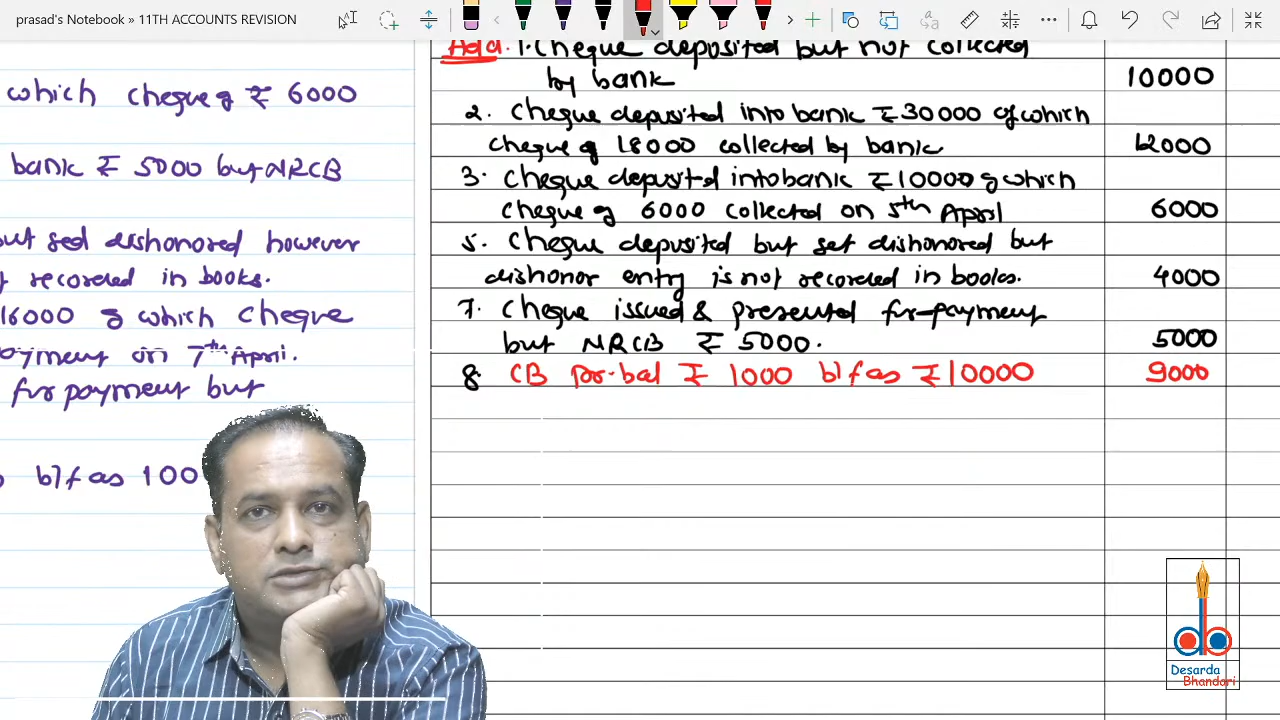 prasad's Notebook » 11TH ACCOUNTS REVISION
which cheque of ₹ 6000
bank ₹ 5000 but NRCB
but sed dishonored however
recorded in books.
16000 of which cheque
payment on 7th April.
for payment but
b/f as 100
Add. 1. Cheque deposited but not collected
by bank 10000
2. Cheque deposited into bank ₹ 30000 of which
cheque of 18000 collected by bank 12000
3. Cheque deposited into bank ₹ 10000 of which
cheque of 6000 collected on 5th April 6000
5. Cheque deposited but set dishonored but
dishonor entry is not recorded in books. 4000
7. Cheque issued & presented for payment
but NRCB ₹ 5000. 5000
8. CB Dr. bal ₹ 1000 b/f as ₹ 10000 9000
Desarda
Bhandari